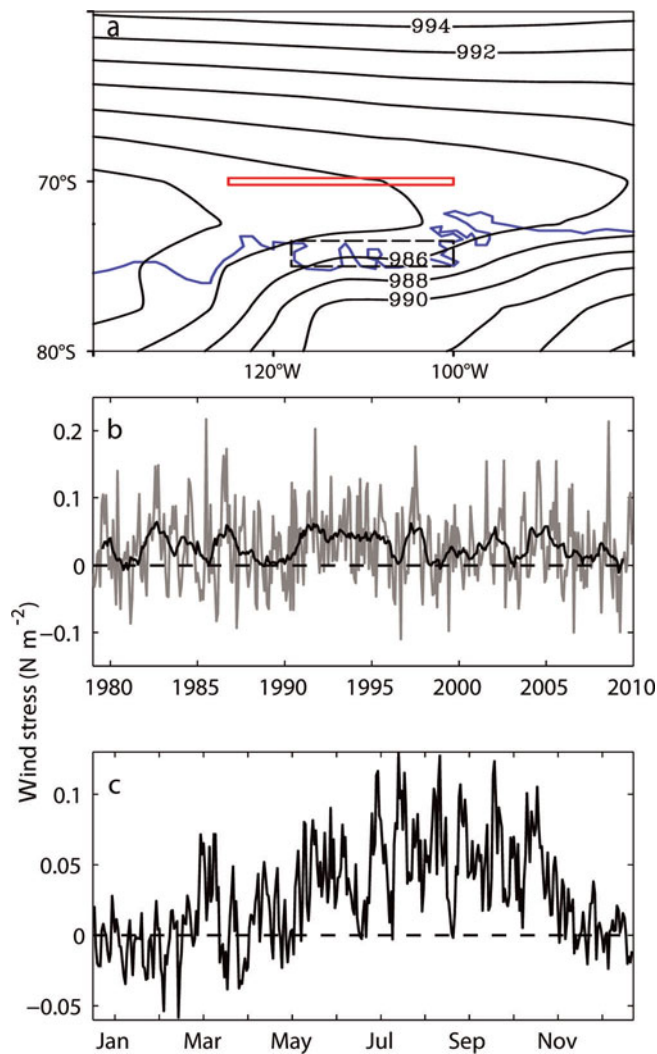 a
994
992
70°S
986
988
990
80°S
120°W
100°W
b
0.2
0.1
0
−0.1
1980 1985 1990 1995 2000 2005 2010
Wind stress (N m -2)
c
0.1
0.05
0
−0.05
Jan Mar May Jul Sep Nov